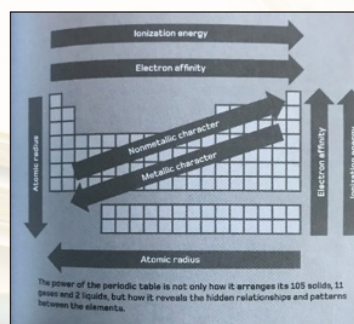 Ionization energy
Electron affinity
Nonmetallic character
Metallic character
Atomic radius
Electron affinity
Ionization energy
Atomic radius
The power of the periodic table is not only how it arranges its 105 solids, 11
gases and 2 liquids, but how it reveals the hidden relationships and patterns
between the elements.